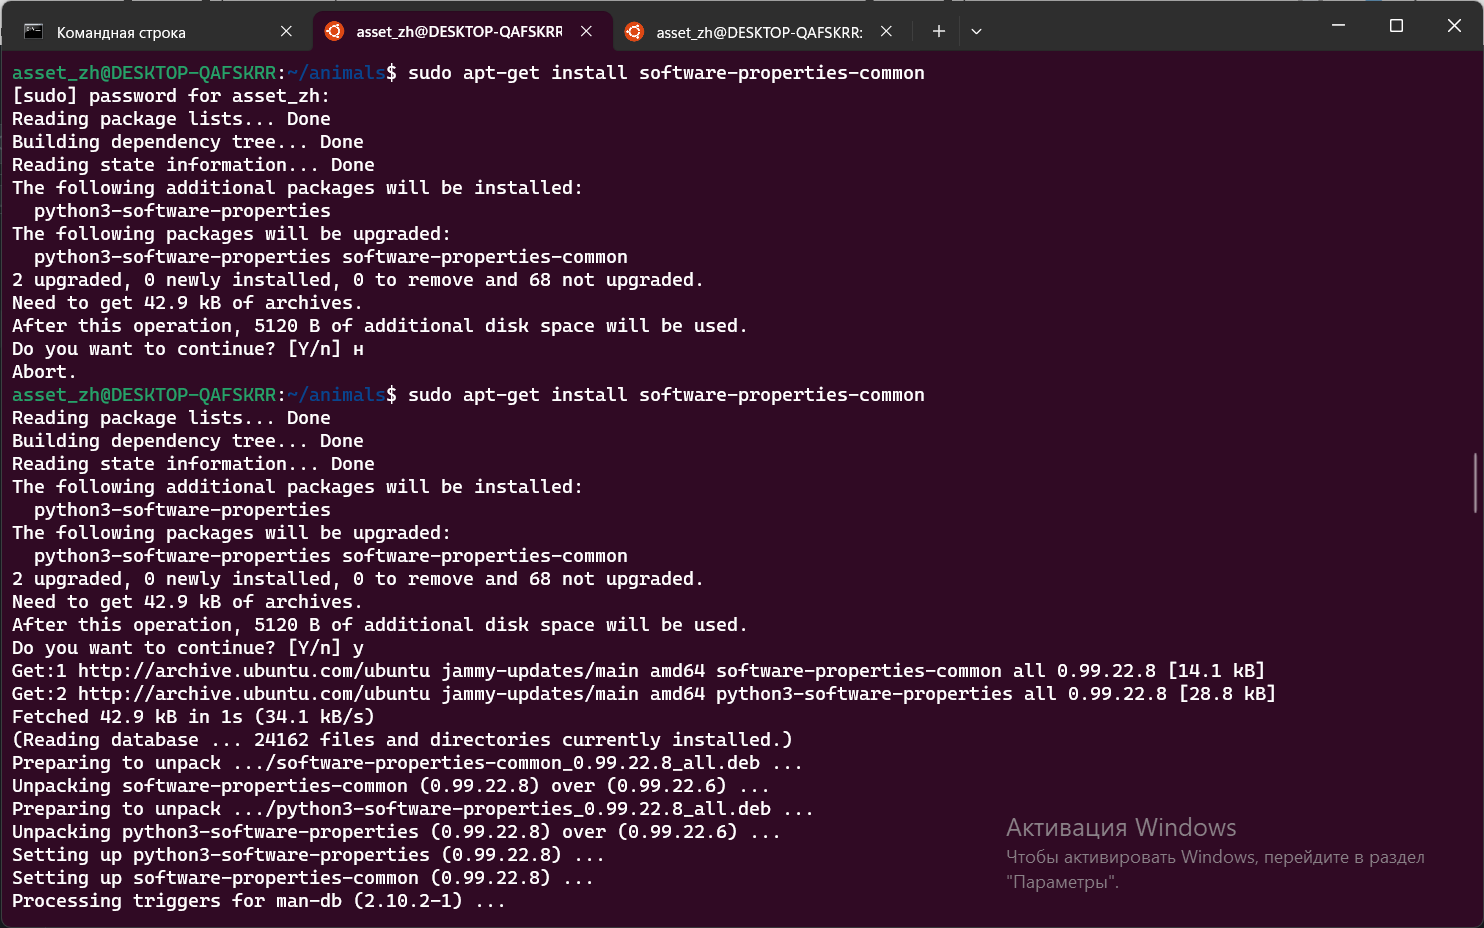 Командная строка
asset_zh@DESKTOP-QAFSKRR
asset_zh@DESKTOP-QAFSKRR:
asset_zh@DESKTOP-QAFSKRR:~/animals$ sudo apt-get install software-properties-common
[sudo] password for asset_zh:
Reading package lists... Done
Building dependency tree... Done
Reading state information... Done
The following additional packages will be installed:
  python3-software-properties
The following packages will be upgraded:
  python3-software-properties software-properties-common
2 upgraded, 0 newly installed, 0 to remove and 68 not upgraded.
Need to get 42.9 kB of archives.
After this operation, 5120 B of additional disk space will be used.
Do you want to continue? [Y/n] н
Abort.
asset_zh@DESKTOP-QAFSKRR:~/animals$ sudo apt-get install software-properties-common
Reading package lists... Done
Building dependency tree... Done
Reading state information... Done
The following additional packages will be installed:
  python3-software-properties
The following packages will be upgraded:
  python3-software-properties software-properties-common
2 upgraded, 0 newly installed, 0 to remove and 68 not upgraded.
Need to get 42.9 kB of archives.
After this operation, 5120 B of additional disk space will be used.
Do you want to continue? [Y/n] y
Get:1 http://archive.ubuntu.com/ubuntu jammy-updates/main amd64 software-properties-common all 0.99.22.8 [14.1 kB]
Get:2 http://archive.ubuntu.com/ubuntu jammy-updates/main amd64 python3-software-properties all 0.99.22.8 [28.8 kB]
Fetched 42.9 kB in 1s (34.1 kB/s)
(Reading database ... 24162 files and directories currently installed.)
Preparing to unpack .../software-properties-common_0.99.22.8_all.deb ...
Unpacking software-properties-common (0.99.22.8) over (0.99.22.6) ...
Preparing to unpack .../python3-software-properties_0.99.22.8_all.deb ...
Unpacking python3-software-properties (0.99.22.8) over (0.99.22.6) ...
Setting up python3-software-properties (0.99.22.8) ...
Setting up software-properties-common (0.99.22.8) ...
Processing triggers for man-db (2.10.2-1) ...
Активация Windows
Чтобы активировать Windows, перейдите в раздел
"Параметры".